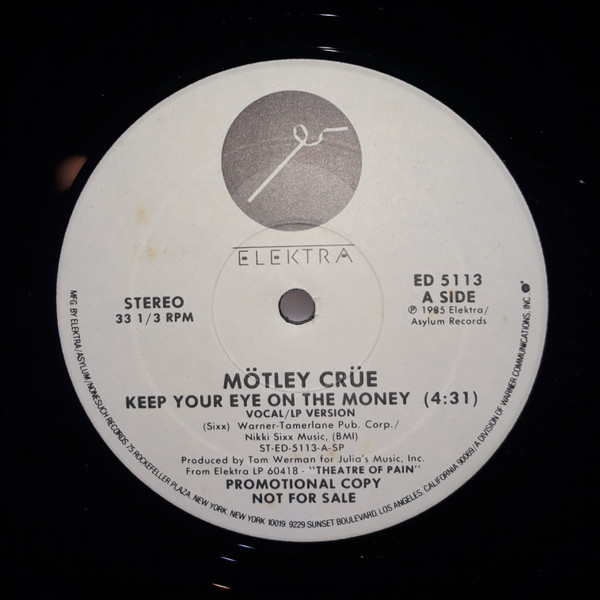 ELEKTRA
STEREO
33 1/3 RPM
ED 5113
A SIDE
℗ 1985 Elektra/
Asylum Records
MÖTLEY CRÜE
KEEP YOUR EYE ON THE MONEY (4:31)
VOCAL/LP VERSION
(Sixx) Warner-Tamerlane Pub. Corp./
Nikki Sixx Music, (BMI)
ST-ED-5113-A-SP
Produced by Tom Werman for Julia's Music, Inc.
From Elektra LP 60418 - "THEATRE OF PAIN"
PROMOTIONAL COPY
NOT FOR SALE
MFG. BY ELEKTRA/ASYLUM/NONESUCH RECORDS 75 ROCKEFELLER PLAZA, NEW YORK, NEW YORK 10019. 9229 SUNSET BOULEVARD, LOS ANGELES, CALIFORNIA 90069/A DIVISION OF WARNER COMMUNICATIONS, INC.